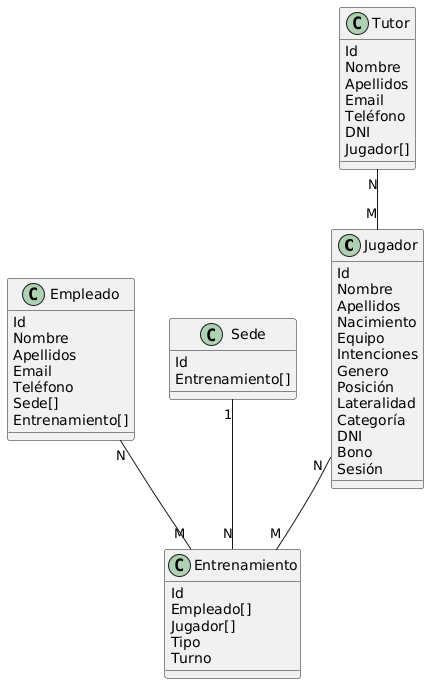 C Tutor
Id
Nombre
Apellidos
Email
Teléfono
DNI
Jugador[]
N
M
C Jugador
Id
Nombre
Apellidos
Nacimiento
Equipo
Intenciones
Genero
Posición
Lateralidad
Categoría
DNI
Bono
Sesión
C Empleado
Id
Nombre
Apellidos
Email
Teléfono
Sede[]
Entrenamiento[]
C Sede
Id
Entrenamiento[]
N
1
N
M
N
M
C Entrenamiento
Id
Empleado[]
Jugador[]
Tipo
Turno